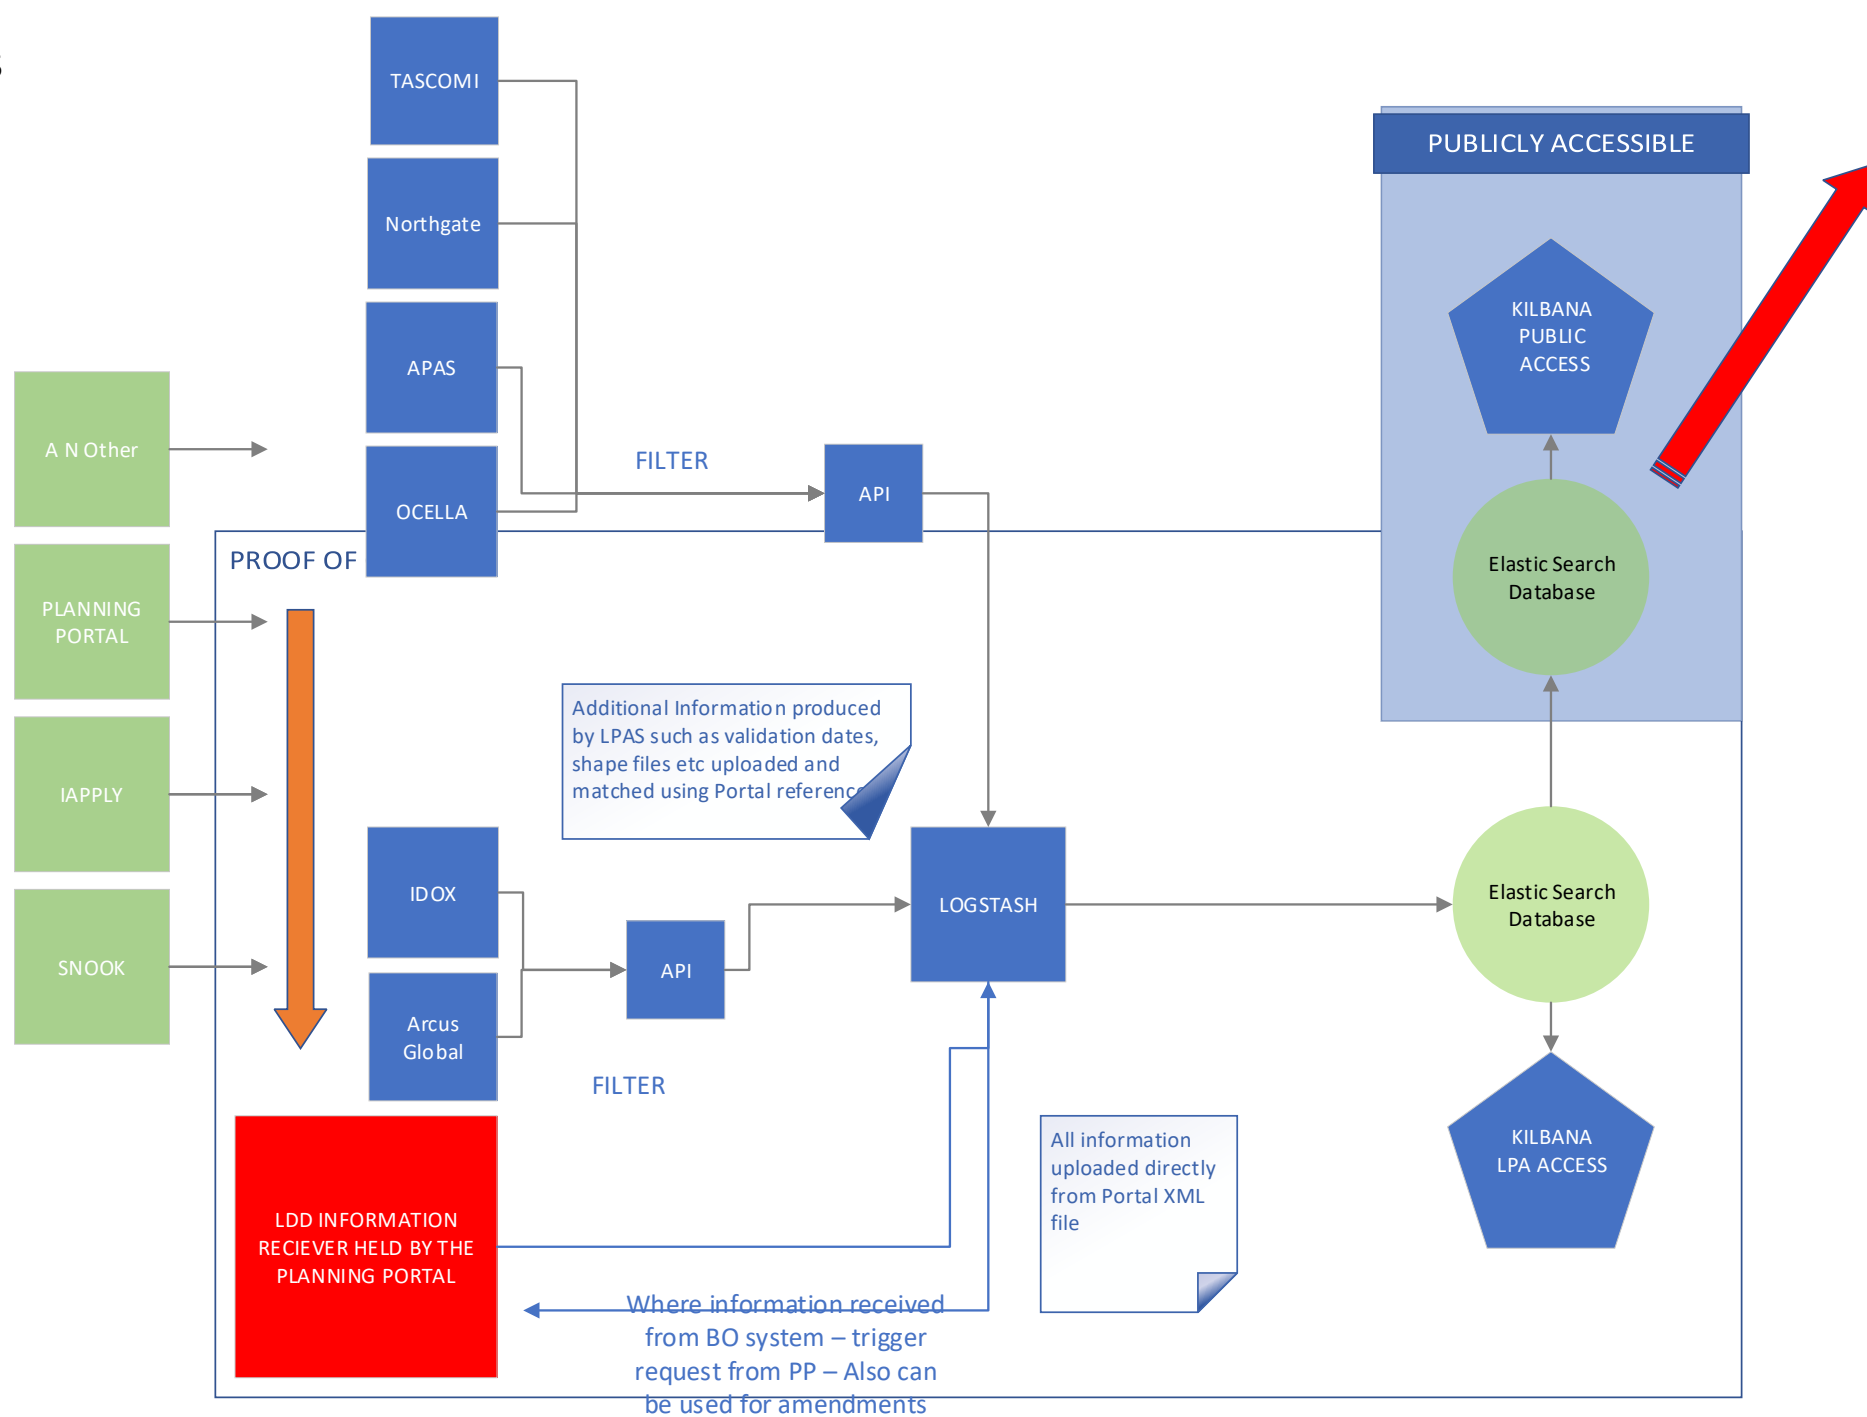 S
TASCOMI
Northgate
APAS
OCELLA
A N Other
PLANNING
PORTAL
IAPPLY
SNOOK
FILTER
API
PUBLICLY ACCESSIBLE
KILBANA
PUBLIC
ACCESS
Elastic Search
Database
PROOF OF
Additional Information produced
by LPAS such as validation dates,
shape files etc uploaded and
matched using Portal reference
IDOX
Arcus
Global
API
FILTER
LOGSTASH
Elastic Search
Database
KILBANA
LPA ACCESS
LDD INFORMATION
RECIEVER HELD BY THE
PLANNING PORTAL
All information
uploaded directly
from Portal XML
file
Where information received
from BO system – trigger
request from PP – Also can
be used for amendments